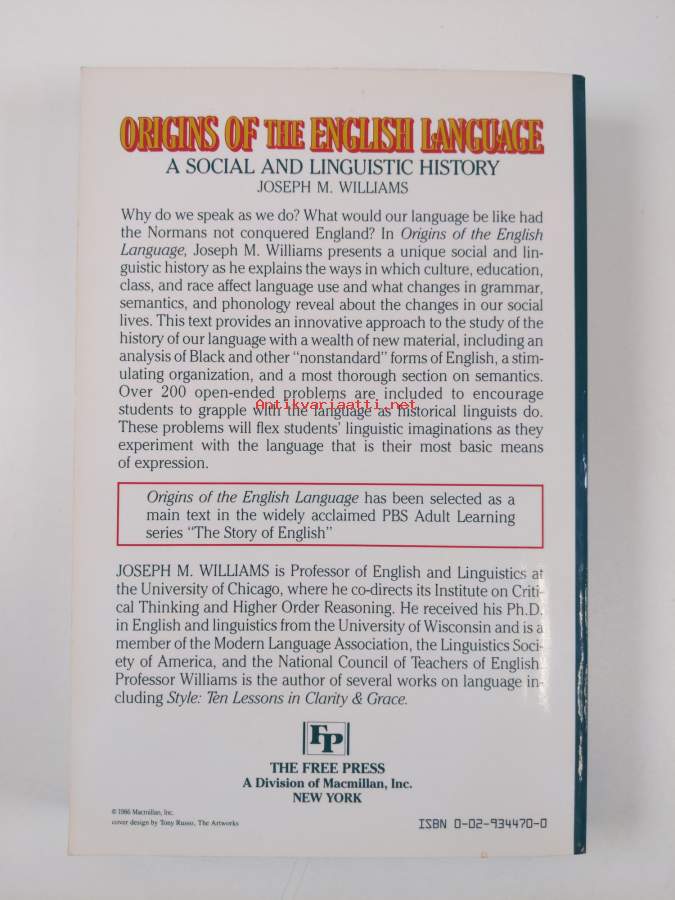 ORIGINS OF THE ENGLISH LANGUAGE
A SOCIAL AND LINGUISTIC HISTORY
JOSEPH M. WILLIAMS
Why do we speak as we do? What would our language be like had
the Normans not conquered England? In Origins of the English
Language, Joseph M. Williams presents a unique social and lin-
guistic history as he explains the ways in which culture, education,
class, and race affect language use and what changes in grammar,
semantics, and phonology reveal about the changes in our social
lives. This text provides an innovative approach to the study of the
history of our language with a wealth of new material, including an
analysis of Black and other “nonstandard” forms of English, a stim-
ulating organization, and a most thorough section on semantics.
Over 200 open-ended problems are included to encourage
Antikvariaatti.net
students to grapple with the language as historical linguists do.
These problems will flex students’ linguistic imaginations as they
experiment with the language that is their most basic means
of expression.
Origins of the English Language has been selected as a
main text in the widely acclaimed PBS Adult Learning
series “The Story of English”
JOSEPH M. WILLIAMS is Professor of English and Linguistics at
the University of Chicago, where he co-directs its Institute on Criti-
cal Thinking and Higher Order Reasoning. He received his Ph.D.
in English and linguistics from the University of Wisconsin and is a
member of the Modern Language Association, the Linguistics Soci-
ety of America, and the National Council of Teachers of English.
Professor Williams is the author of several works on language in-
cluding Style: Ten Lessons in Clarity & Grace.
FP
THE FREE PRESS
A Division of Macmillan, Inc.
NEW YORK
© 1986 Macmillan, Inc.
cover design by Tony Russo, The Artworks
ISBN 0-02-934470-0